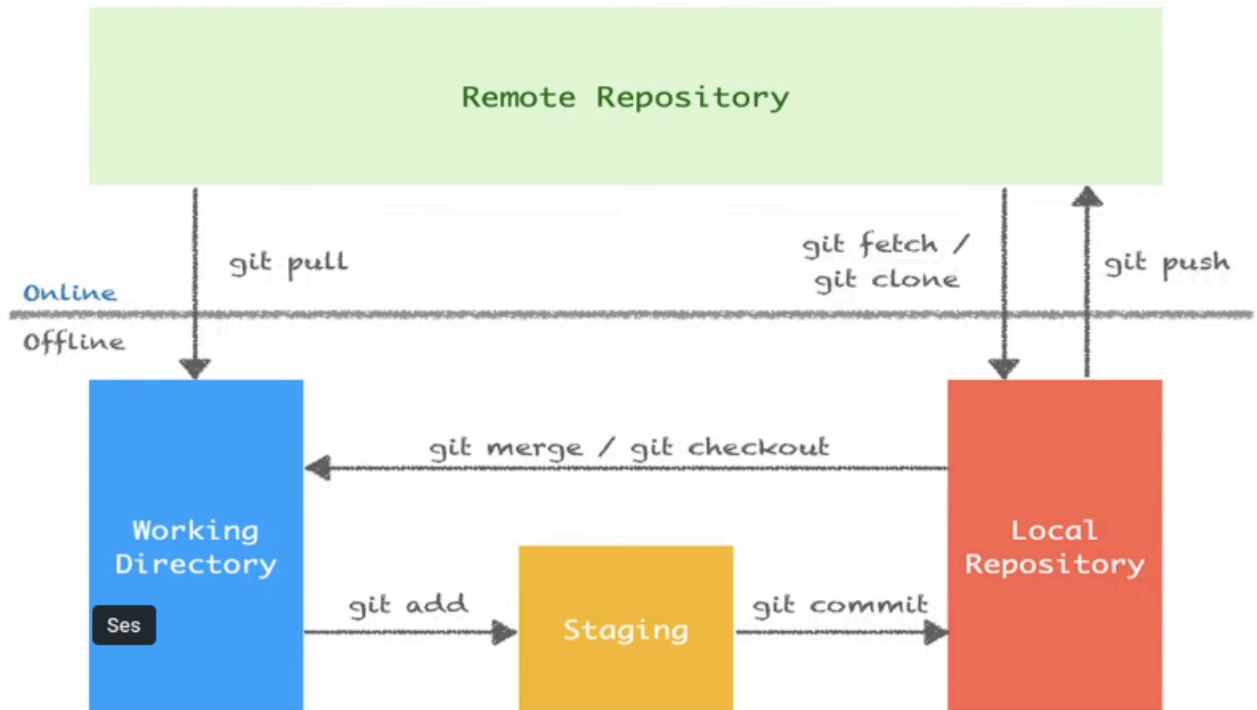 Remote Repository
git pull
git fetch /
git clone
git push
Online
Offline
git merge / git checkout
Working
Directory
Local
Repository
git add
Staging
git commit
Ses